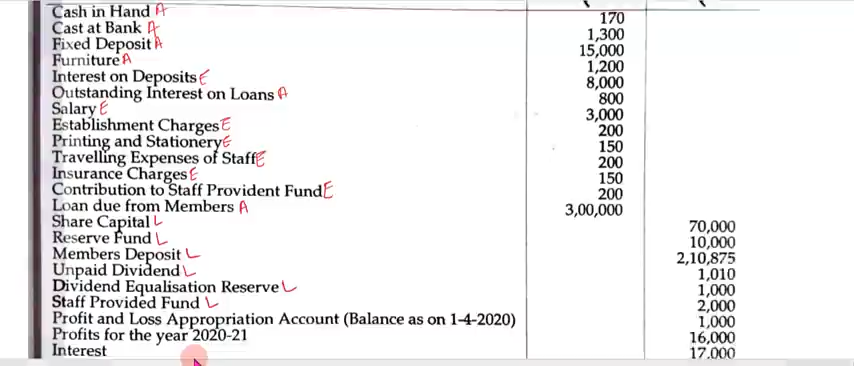 Cash in Hand A 170
Cast at Bank A 1,300
Fixed Deposit A 15,000
Furniture A 1,200
Interest on Deposits E 8,000
Outstanding Interest on Loans A 800
Salary E 3,000
Establishment Charges E 200
Printing and Stationery E 150
Travelling Expenses of Staff E 200
Insurance Charges E 150
Contribution to Staff Provident Fund E 200
Loan due from Members A 3,00,000
Share Capital L 70,000
Reserve Fund L 10,000
Members Deposit L 2,10,875
Unpaid Dividend L 1,010
Dividend Equalisation Reserve L 1,000
Staff Provided Fund L 2,000
Profit and Loss Appropriation Account (Balance as on 1-4-2020) 1,000
Profits for the year 2020-21 16,000
Interest 17,000